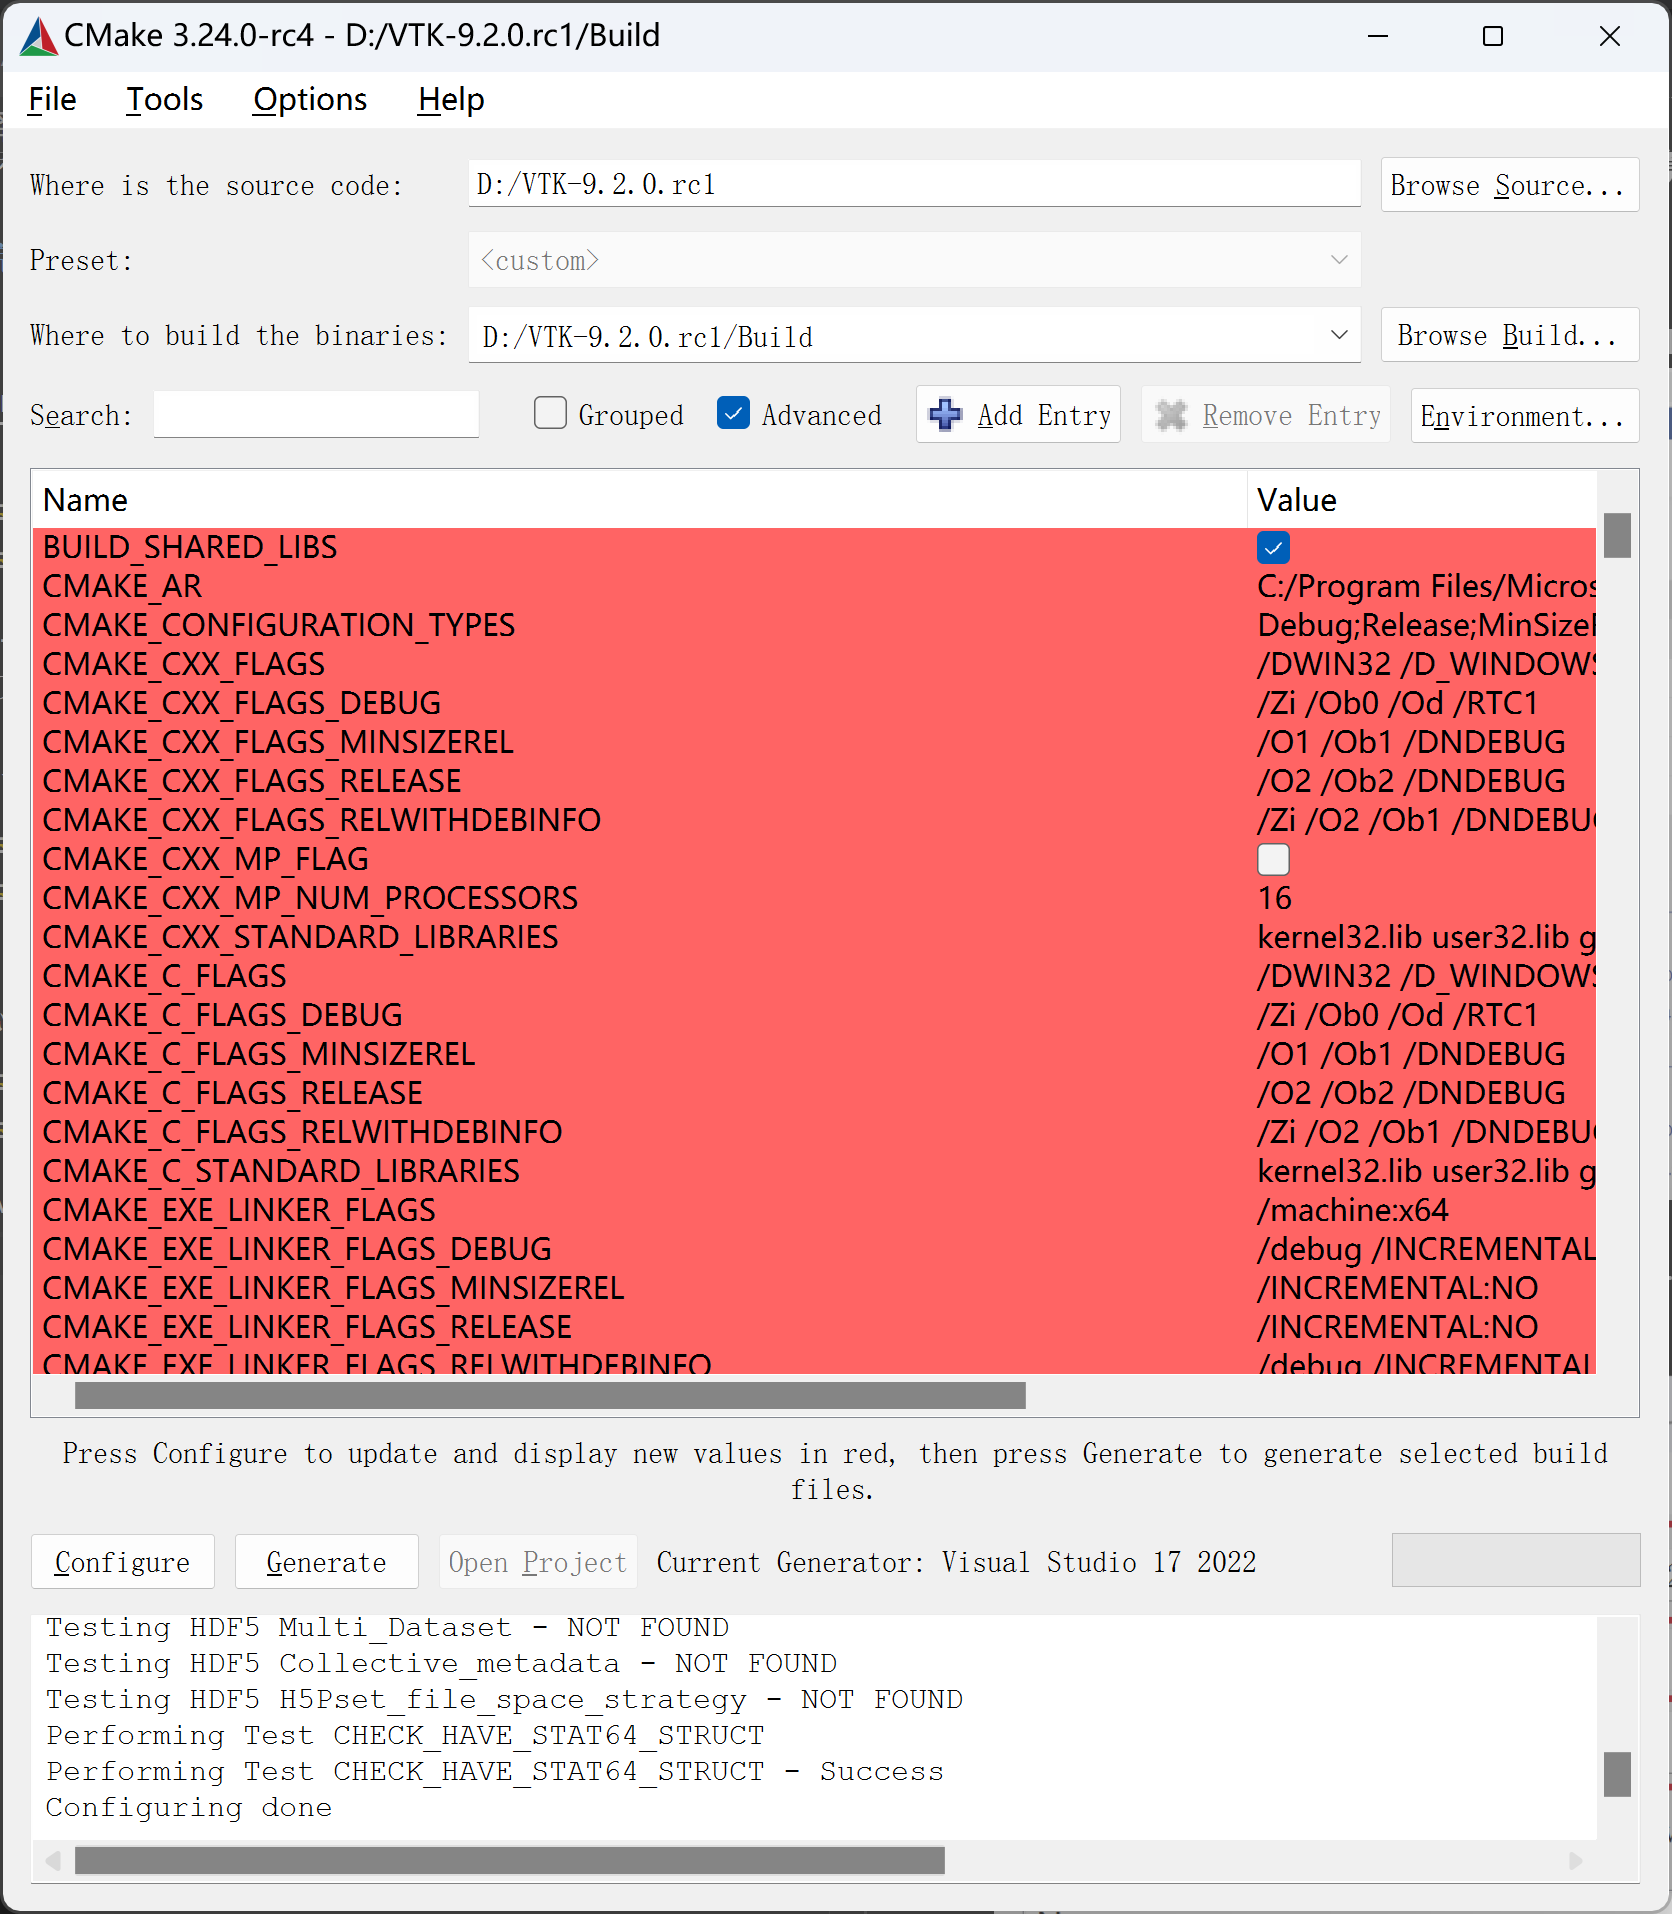 CMake 3.24.0-rc4 - D:/VTK-9.2.0.rc1/Build
File Tools Options Help
Where is the source code: D:/VTK-9.2.0.rc1 Browse Source...
Preset: <custom>
Where to build the binaries: D:/VTK-9.2.0.rc1/Build Browse Build...
Search: Grouped Advanced Add Entry Remove Entry Environment...
Name Value
BUILD_SHARED_LIBS
CMAKE_AR C:/Program Files/Micros
CMAKE_CONFIGURATION_TYPES Debug;Release;MinSizeR
CMAKE_CXX_FLAGS /DWIN32 /D_WINDOWS
CMAKE_CXX_FLAGS_DEBUG /Zi /Ob0 /Od /RTC1
CMAKE_CXX_FLAGS_MINSIZEREL /O1 /Ob1 /DNDEBUG
CMAKE_CXX_FLAGS_RELEASE /O2 /Ob2 /DNDEBUG
CMAKE_CXX_FLAGS_RELWITHDEBINFO /Zi /O2 /Ob1 /DNDEBUG
CMAKE_CXX_MP_FLAG
CMAKE_CXX_MP_NUM_PROCESSORS 16
CMAKE_CXX_STANDARD_LIBRARIES kernel32.lib user32.lib g
CMAKE_C_FLAGS /DWIN32 /D_WINDOWS
CMAKE_C_FLAGS_DEBUG /Zi /Ob0 /Od /RTC1
CMAKE_C_FLAGS_MINSIZEREL /O1 /Ob1 /DNDEBUG
CMAKE_C_FLAGS_RELEASE /O2 /Ob2 /DNDEBUG
CMAKE_C_FLAGS_RELWITHDEBINFO /Zi /O2 /Ob1 /DNDEBUG
CMAKE_C_STANDARD_LIBRARIES kernel32.lib user32.lib g
CMAKE_EXE_LINKER_FLAGS /machine:x64
CMAKE_EXE_LINKER_FLAGS_DEBUG /debug /INCREMENTAL
CMAKE_EXE_LINKER_FLAGS_MINSIZEREL /INCREMENTAL:NO
CMAKE_EXE_LINKER_FLAGS_RELEASE /INCREMENTAL:NO
CMAKE_EXE_LINKER_FLAGS_RELWITHDEBINFO /debug /INCREMENTAL
Press Configure to update and display new values in red, then press Generate to generate selected build
files.
Configure Generate Open Project Current Generator: Visual Studio 17 2022
Testing HDF5 Multi_Dataset - NOT FOUND
Testing HDF5 Collective_metadata - NOT FOUND
Testing HDF5 H5Pset_file_space_strategy - NOT FOUND
Performing Test CHECK_HAVE_STAT64_STRUCT
Performing Test CHECK_HAVE_STAT64_STRUCT - Success
Configuring done